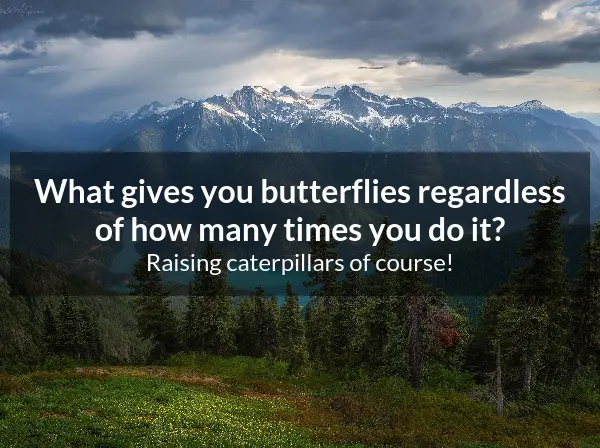 What gives you butterflies regardless
of how many times you do it?
Raising caterpillars of course!